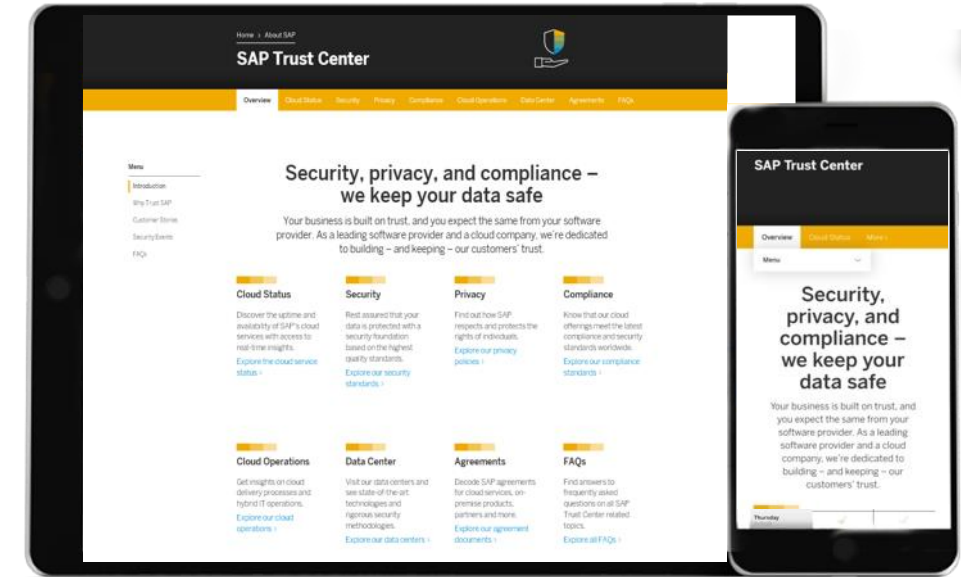 Home › About SAP
SAP Trust Center
Overview Cloud Status Security Privacy Compliance Cloud Operations Data Center Agreements FAQs
Menu
Introduction
Why Trust SAP
Customer Stories
Security Events
FAQs
Security, privacy, and compliance –
we keep your data safe
Your business is built on trust, and you expect the same from your software
provider. As a leading software provider and a cloud company, we're dedicated
to building – and keeping – our customers' trust.
Cloud Status
Discover the uptime and
availability of SAP's cloud
services with access to
real-time insights.
Explore the cloud service
status ›
Security
Rest assured that your
data is protected with a
security foundation
based on the highest
quality standards.
Explore our security
standards ›
Privacy
Find out how SAP
respects and protects the
rights of individuals.
Explore our privacy
policies ›
Compliance
Know that our cloud
offerings meet the latest
compliance and security
standards worldwide.
Explore our compliance
standards ›
Cloud Operations
Get insights on cloud
delivery processes and
hybrid IT operations.
Explore our cloud
operations ›
Data Center
Visit our data centers and
see state-of-the-art
technologies and
rigorous security
methodologies.
Explore our data centers ›
Agreements
Decode SAP agreements
for cloud services, on-
premise products,
partners and more.
Explore our agreement
documents ›
FAQs
Find answers to
frequently asked
questions on all SAP
Trust Center related
topics.
Explore all FAQs ›
SAP Trust Center
Overview Cloud Status More ›
Menu
Security,
privacy, and
compliance –
we keep your
data safe
Your business is built on trust, and
you expect the same from your
software provider. As a leading
software provider and a cloud
company, we're dedicated to
building – and keeping – our
customers' trust.
Thursday